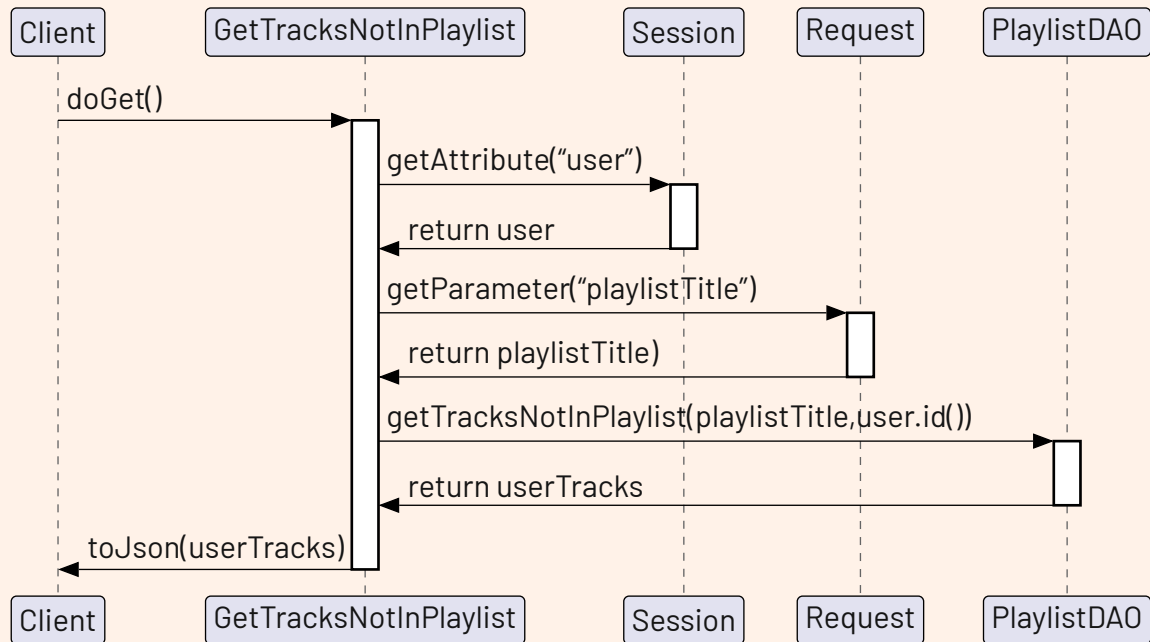 Client GetTracksNotInPlaylist Session Request PlaylistDAO
doGet()
getAttribute(“user”)
return user
getParameter(“playlistTitle”)
return playlistTitle)
getTracksNotInPlaylist(playlistTitle,user.id())
return userTracks
toJson(userTracks)
Client GetTracksNotInPlaylist Session Request PlaylistDAO